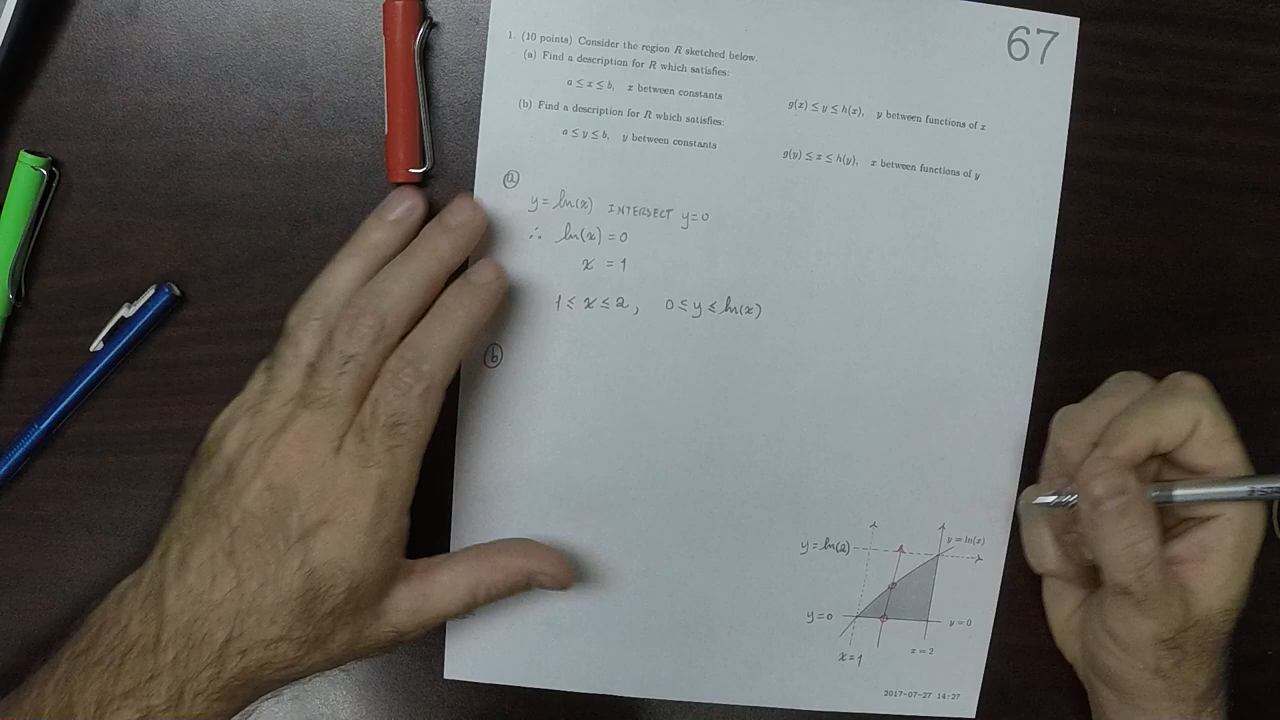 67
1. (10 points) Consider the region R sketched below.
(a) Find a description for R which satisfies:
a ≤ x ≤ b, x between constants g(x) ≤ y ≤ h(x), y between functions of x
(b) Find a description for R which satisfies:
a ≤ y ≤ b, y between constants g(y) ≤ x ≤ h(y), x between functions of y
(a)
y = ln(x) INTERSECT y=0
∴ ln(x) = 0
x = 1
1 ≤ x ≤ 2, 0 ≤ y ≤ ln(x)
(b)
y = ln(x)
y = ln(2)
y=0 y = 0
x = 2
x=1
2017-07-27 14:27